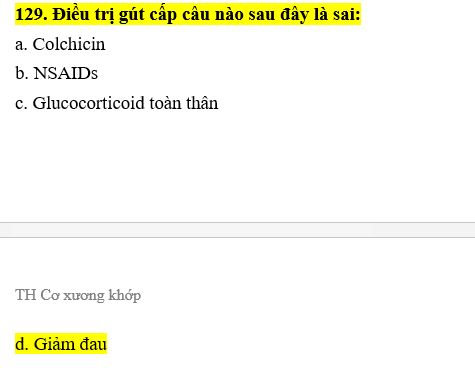 129. Điều trị gút cấp câu nào sau đây là sai:
a. Colchicin
b. NSAIDs
c. Glucocorticoid toàn thân
TH Cơ xương khớp
d. Giảm đau